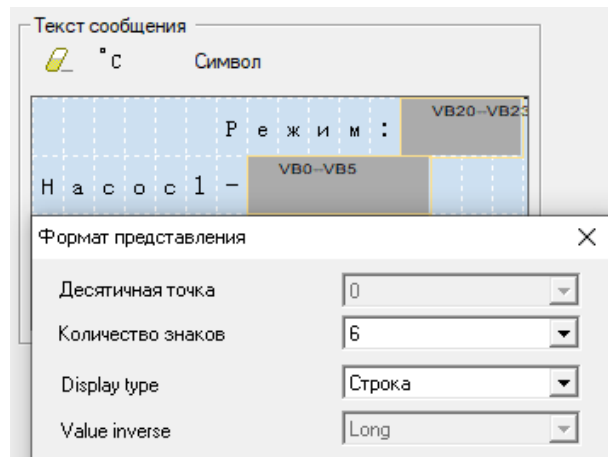 Текст сообщения
°C Символ
Режим: VB20--VB23
Насос1- VB0--VB5
Формат представления
Десятичная точка 0
Количество знаков 6
Display type Строка
Value inverse Long